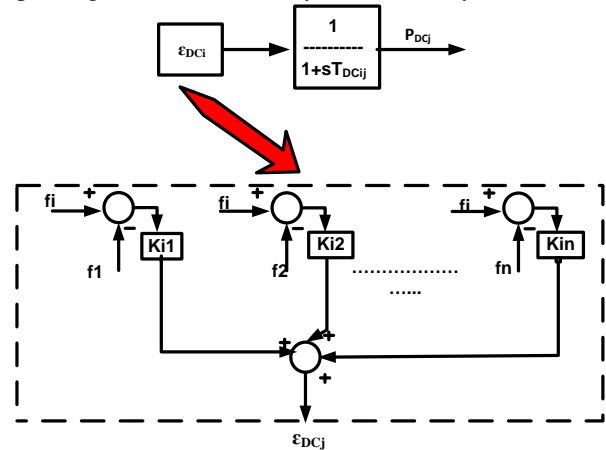 ε_DCi
1
----------
1+sT_DCij
P_DCj
fi + − f1 Ki1
fi + − f2 Ki2
fi + − fn Kin
..................
......
+ + +
ε_DCj